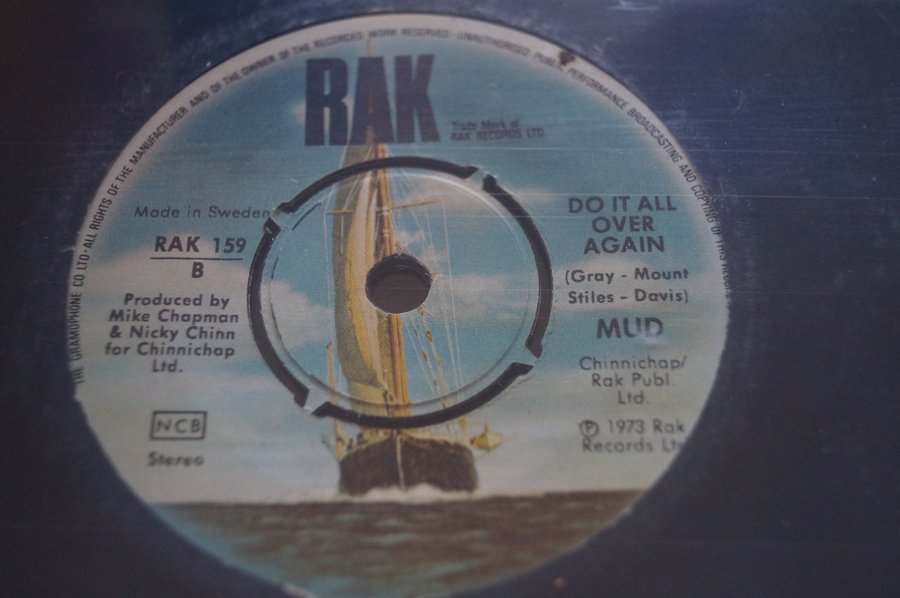 THE GRAMOPHONE CO LTD·ALL RIGHTS OF THE MANUFACTURER AND OF THE OWNER OF THE RECORDED WORK RESERVED·UNAUTHORISED PUBLIC PERFORMANCE BROADCASTING AND COPYING OF THIS
RAK
Trade Mark of
RAK RECORDS LTD
Made in Sweden
RAK 159
B
Produced by
Mike Chapman
& Nicky Chinn
for Chinnichap
Ltd.
NCB
Stereo
DO IT ALL
OVER
AGAIN
(Gray - Mount
Stiles - Davis)
MUD
Chinnichap/
Rak Publ.
Ltd.
Ⓟ 1973 Rak
Records